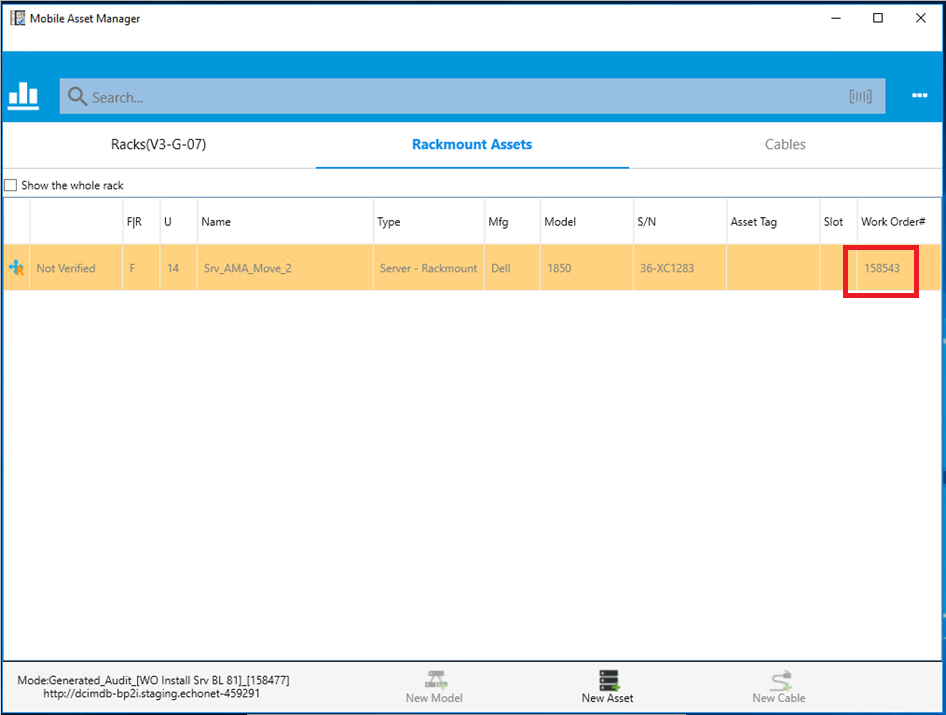 Mobile Asset Manager
Search...
Racks(V3-G-07) Rackmount Assets Cables
Show the whole rack
F|R U Name Type Mfg Model S/N Asset Tag Slot Work Order#
Not Verified F 14 Srv_AMA_Move_2 Server - Rackmount Dell 1850 36-XC1283 158543
Mode:Generated_Audit_[WO Install Srv BL 81]_[158477]
http://dcimdb-bp2i.staging.echonet-459291
New Model New Asset New Cable